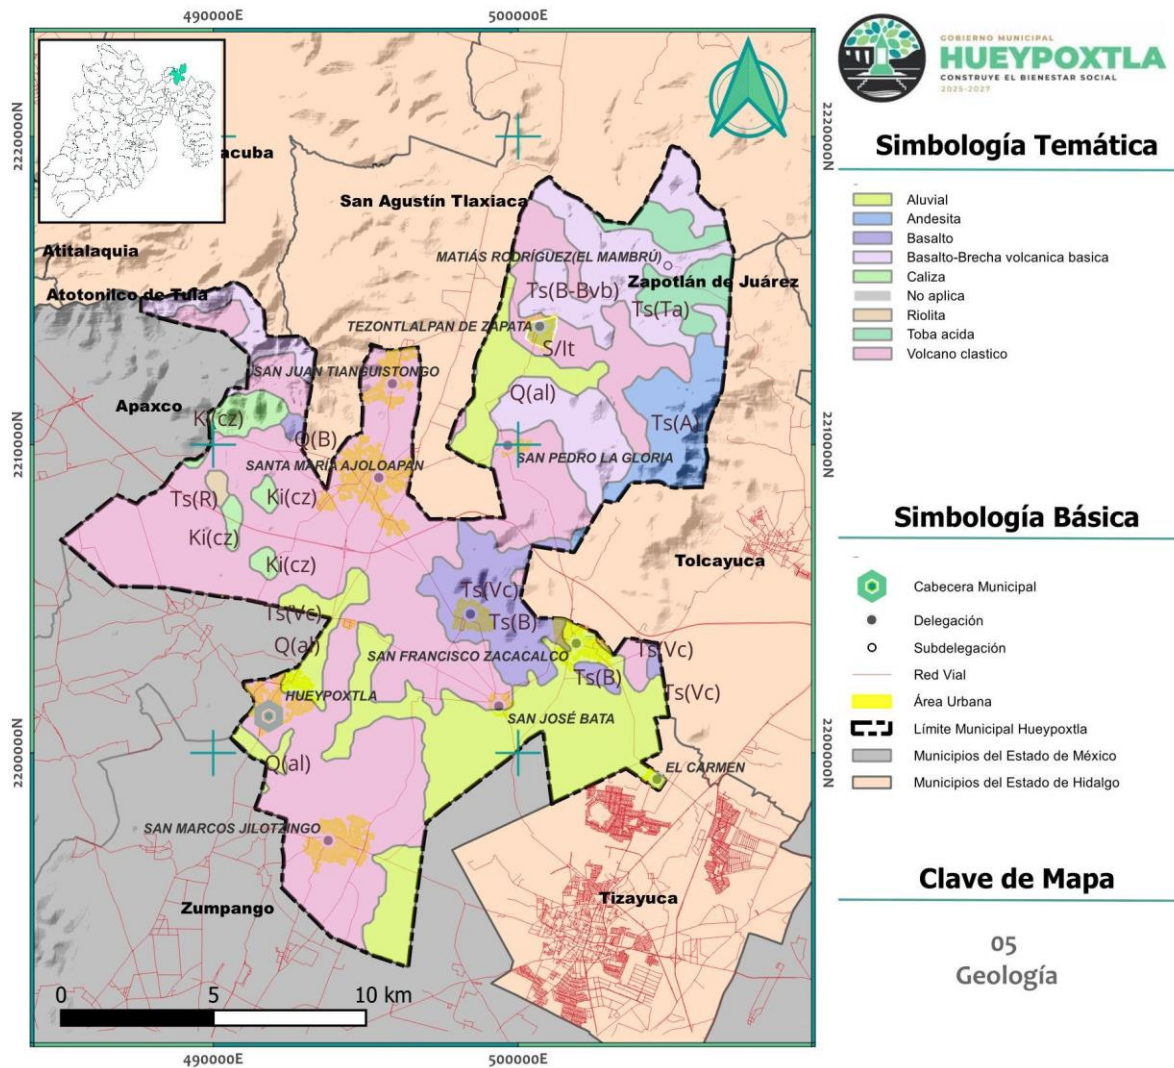 490000E
500000E
2220000N
2210000N
2200000N
2220000N
2210000N
2200000N
acuba
San Agustín Tlaxiaca
Atitalaquia
Atotonilco de Tula
MATIÁS RODRÍGUEZ(EL MAMBRÚ)
Zapotlán de Juárez
Ts(B-Bvb)
Ts(Ta)
TEZONTLALPAN DE ZAPATA
S/It
SAN JUAN TIANGUISTONGO
Apaxco
Q(al)
Ki(cz)
Ts(A)
Q(B)
SAN PEDRO LA GLORIA
SANTA MARÍA AJOLOAPAN
Ts(R)
Ki(cz)
Ki(cz)
Ki(cz)
Tolcayuca
Ts(Vc)
Ts(Vc)
Ts(B)
Q(al)
SAN FRANCISCO ZACACALCO
Ts(Vc)
Ts(B)
HUEYPOXTLA
Ts(Vc)
SAN JOSÉ BATA
Q(al)
EL CARMEN
SAN MARCOS JILOTZINGO
Zumpango
Tizayuca
0 5 10 km
490000E
500000E
GOBIERNO MUNICIPAL
HUEYPOXTLA
CONSTRUYE EL BIENESTAR SOCIAL
2025-2027
Simbología Temática
Aluvial
Andesita
Basalto
Basalto-Brecha volcanica basica
Caliza
No aplica
Riolita
Toba acida
Volcano clastico
Simbología Básica
Cabecera Municipal
Delegación
Subdelegación
Red Vial
Área Urbana
Límite Municipal Hueypoxtla
Municipios del Estado de México
Municipios del Estado de Hidalgo
Clave de Mapa
05
Geología